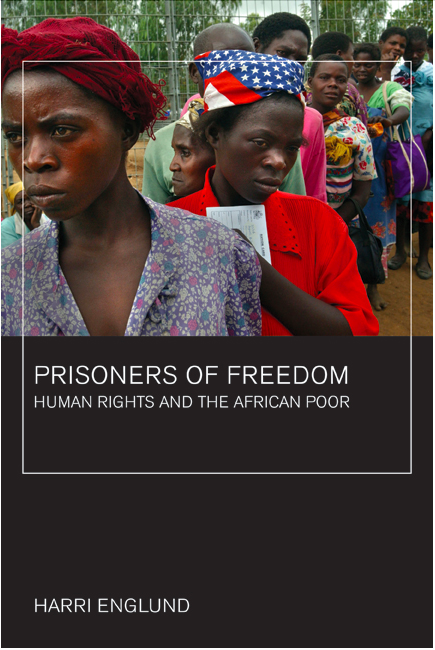 PRISONERS OF FREEDOM
HUMAN RIGHTS AND THE AFRICAN POOR
HARRI ENGLUND